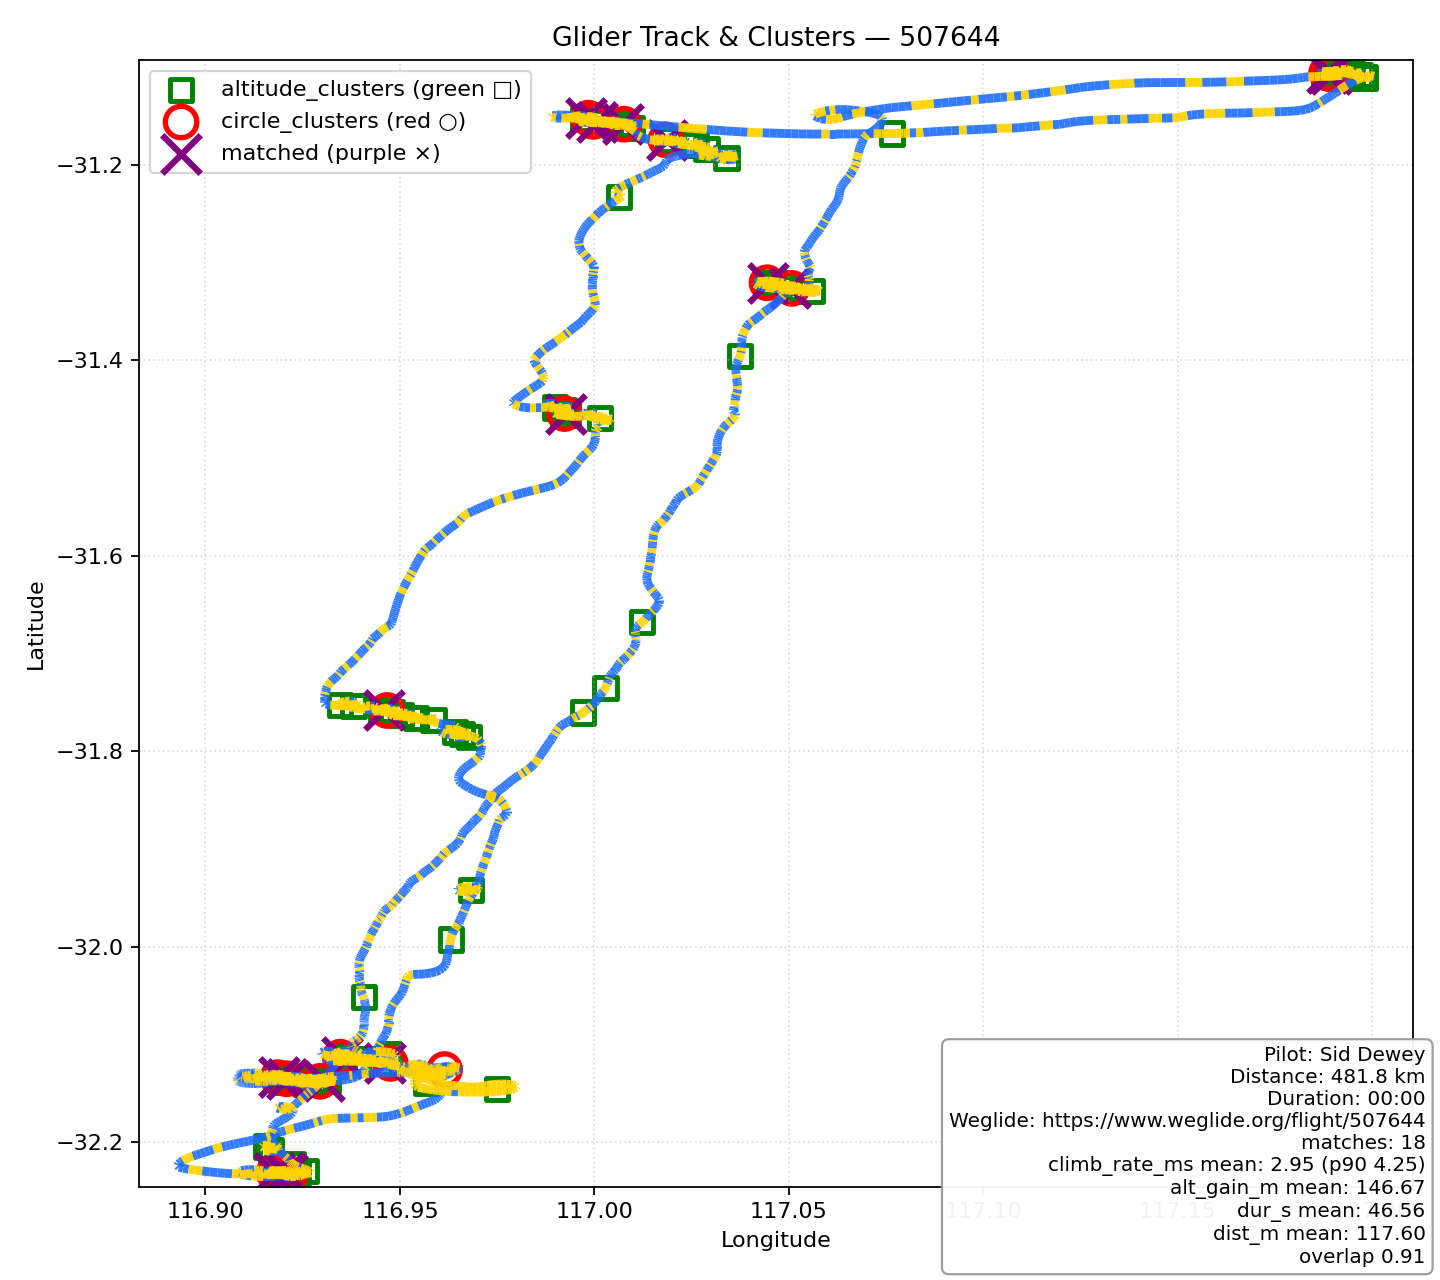 Glider Track & Clusters — 507644
altitude_clusters (green □)
circle_clusters (red ○)
matched (purple ×)
Latitude
−31.2
−31.4
−31.6
−31.8
−32.0
−32.2
116.90
116.95
117.00
117.05
117.10
117.15
Longitude
Pilot: Sid Dewey
Distance: 481.8 km
Duration: 00:00
Weglide: https://www.weglide.org/flight/507644
matches: 18
climb_rate_ms mean: 2.95 (p90 4.25)
alt_gain_m mean: 146.67
dur_s mean: 46.56
dist_m mean: 117.60
overlap 0.91